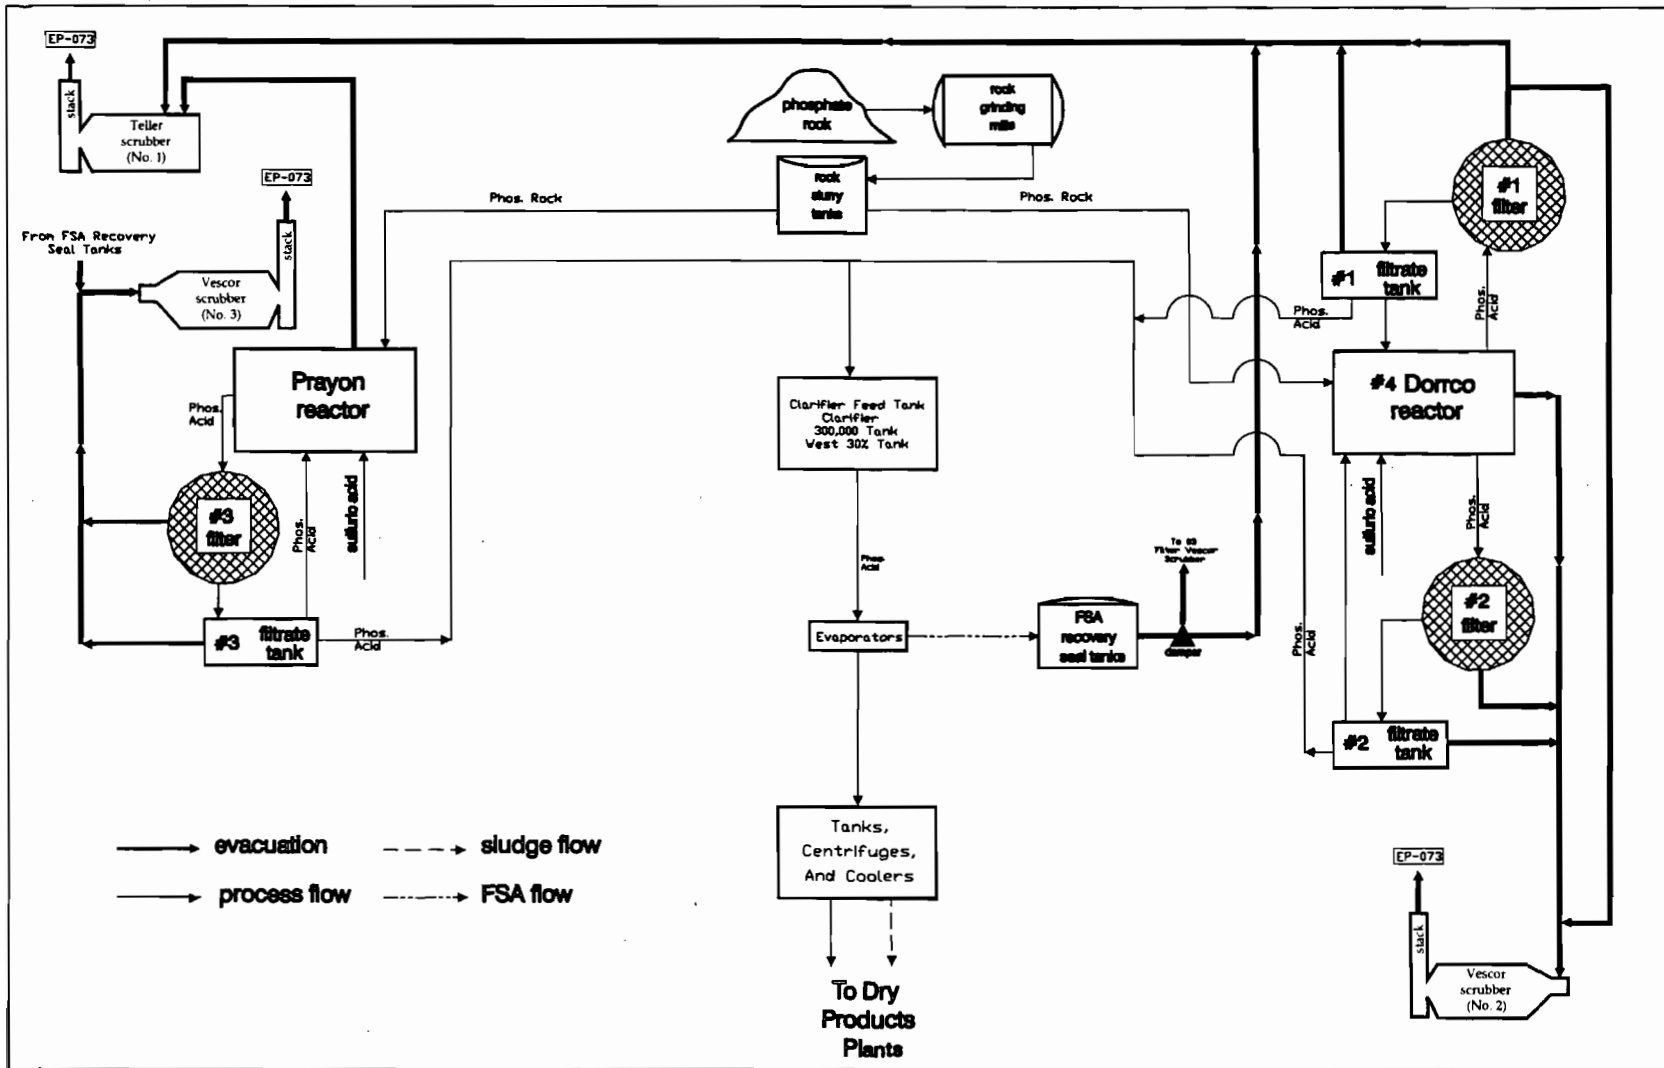 EP-073
stack
Teller
scrubber
(No. 1)
EP-073
stack
From FSA Recovery
Seal Tanks
Vescor
scrubber
(No. 3)
phosphate
rock
rock
grinding
mills
rock
slurry
tanks
Phos. Rock
Phos. Rock
#1
filter
#1 filtrate
tank
Phos.
Acid
Phos.
Acid
Prayon
reactor
Phos.
Acid
#3
filter
Phos.
Acid
sulfuric acid
#3 filtrate
tank
Phos.
Acid
Clarifier Feed Tank
Clarifier
300,000 Tank
West 30% Tank
Phos.
Acid
Evaporators
FSA
recovery
seal tanks
To #3
Filter Vescor
Scrubber
damper
#4 Dorrco
reactor
sulfuric acid
Phos.
Acid
#2
filter
Phos.
Acid
#2 filtrate
tank
Tanks,
Centrifuges,
And Coolers
To Dry
Products
Plants
evacuation
sludge flow
process flow
FSA flow
EP-073
stack
Vescor
scrubber
(No. 2)